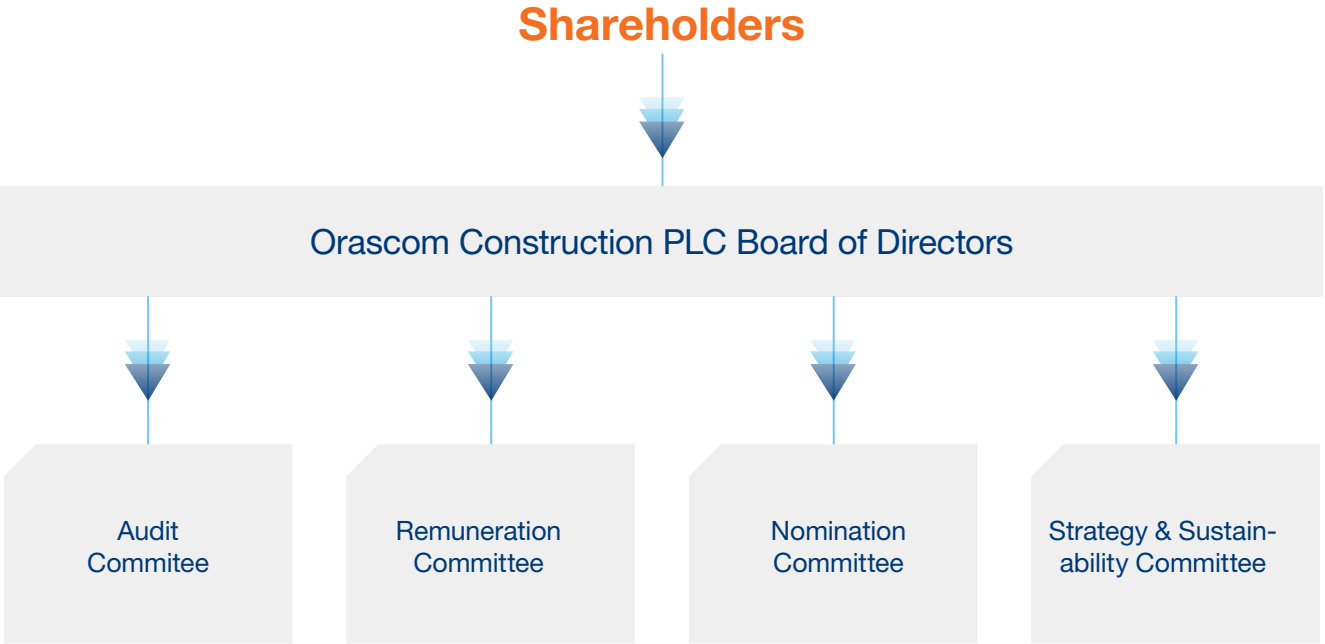 Shareholders
Orascom Construction PLC Board of Directors
Audit
Commitee
Remuneration
Committee
Nomination
Committee
Strategy & Sustain-
ability Committee